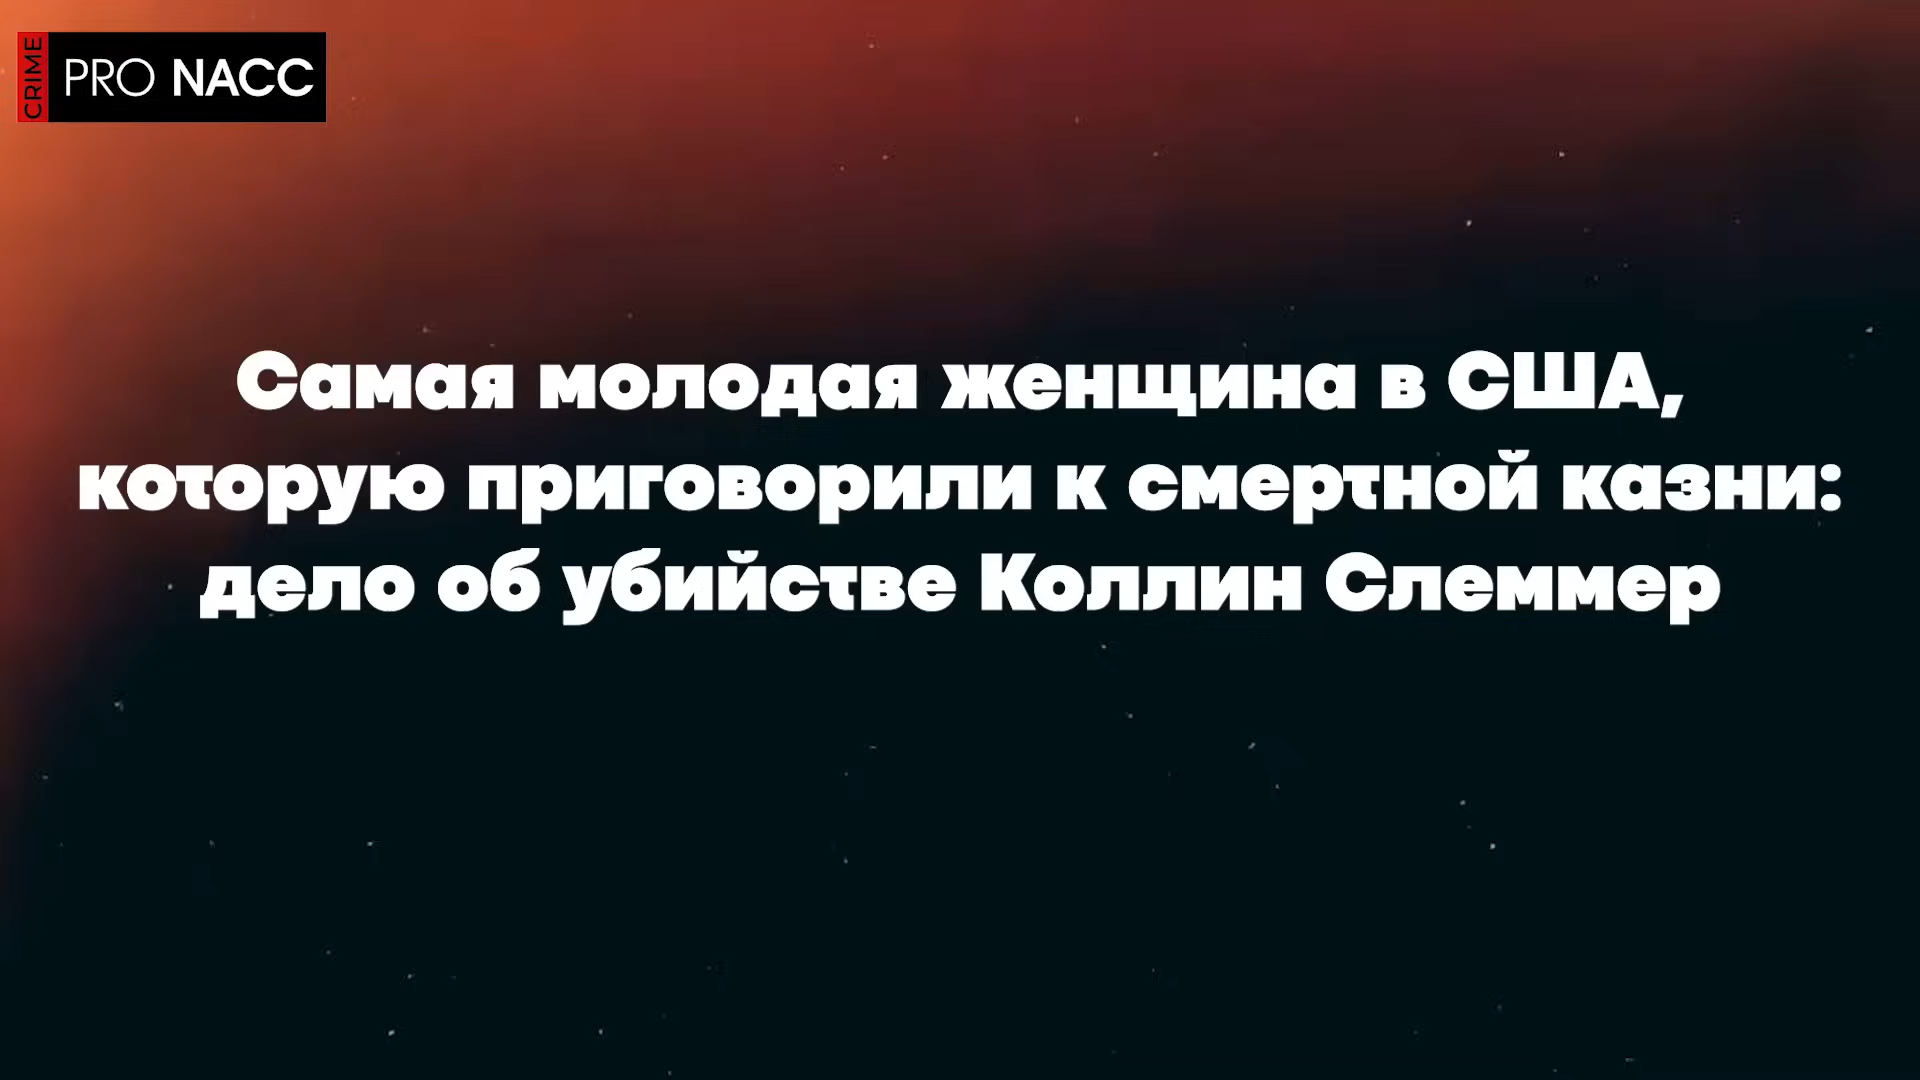 CRIME
PRO NACC
Самая молодая женщина в США,
которую приговорили к смертной казни:
дело об убийстве Коллин Слеммер